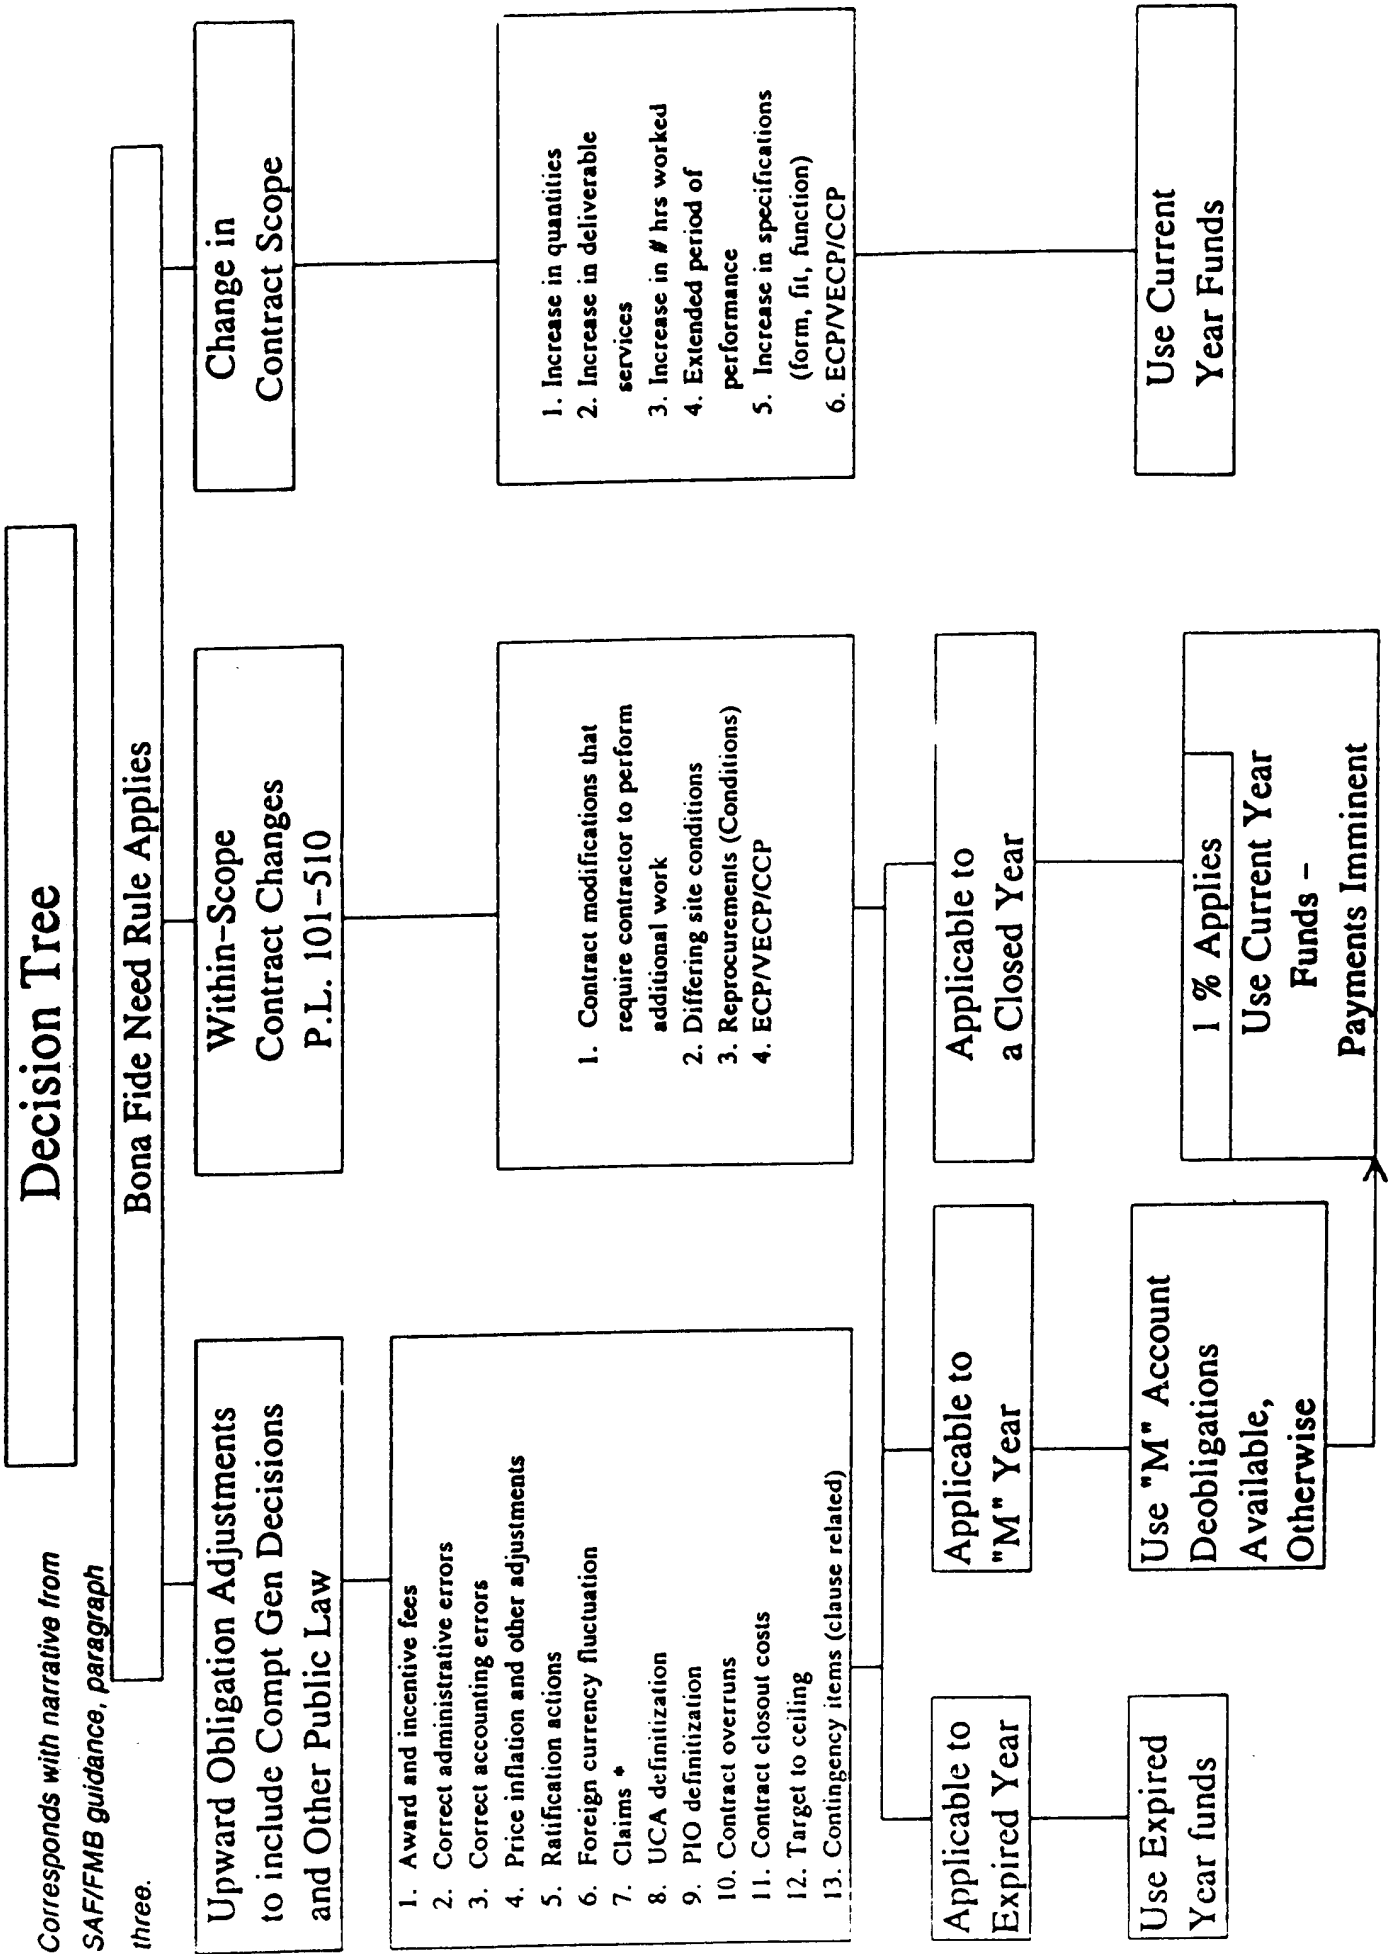 Decision Tree
Corresponds with narrative from
SAF/FMB guidance, paragraph
three.
Bona Fide Need Rule Applies
Upward Obligation Adjustments
to include Compt Gen Decisions
and Other Public Law
1. Award and incentive fees
2. Correct administrative errors
3. Correct accounting errors
4. Price inflation and other adjustments
5. Ratification actions
6. Foreign currency fluctuation
7. Claims *
8. UCA definitization
9. PIO definitization
10. Contract overruns
11. Contract closeout costs
12. Target to ceiling
13. Contingency items (clause related)
Within-Scope
Contract Changes
P.L. 101-510
1. Contract modifications that
require contractor to perform
additional work
2. Differing site conditions
3. Reprocurements (Conditions)
4. ECP/VECP/CCP
Change in
Contract Scope
1. Increase in quantities
2. Increase in deliverable
services
3. Increase in # hrs worked
4. Extended period of
performance
5. Increase in specifications
(form, fit, function)
6. ECP/VECP/CCP
Applicable to
Expired Year
Use Expired
Year funds
Applicable to
"M" Year
Use "M" Account
Deobligations
Available,
Otherwise
Applicable to
a Closed Year
1 % Applies
Use Current Year
Funds –
Payments Imminent
Use Current
Year Funds